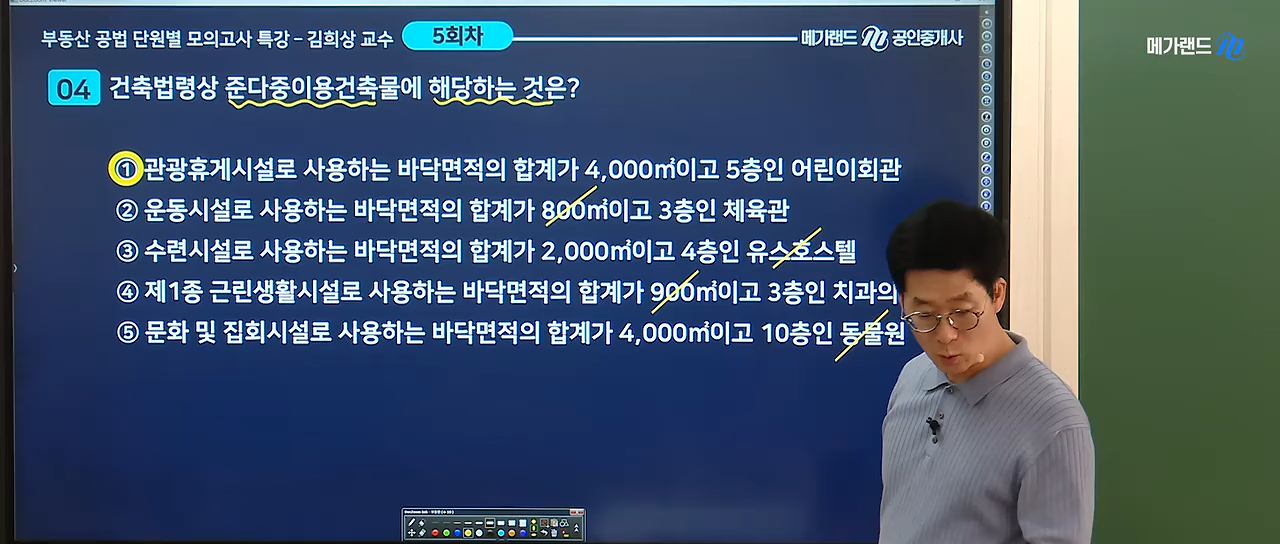 부동산 공법 단원별 모의고사 특강 - 김희상 교수 5회차 메가랜드 공인중개사
메가랜드
04 건축법령상 준다중이용건축물에 해당하는 것은?
① 관광휴게시설로 사용하는 바닥면적의 합계가 4,000㎡이고 5층인 어린이회관
② 운동시설로 사용하는 바닥면적의 합계가 800㎡이고 3층인 체육관
③ 수련시설로 사용하는 바닥면적의 합계가 2,000㎡이고 4층인 유스호스텔
④ 제1종 근린생활시설로 사용하는 바닥면적의 합계가 900㎡이고 3층인 치과의
⑤ 문화 및 집회시설로 사용하는 바닥면적의 합계가 4,000㎡이고 10층인 동물원